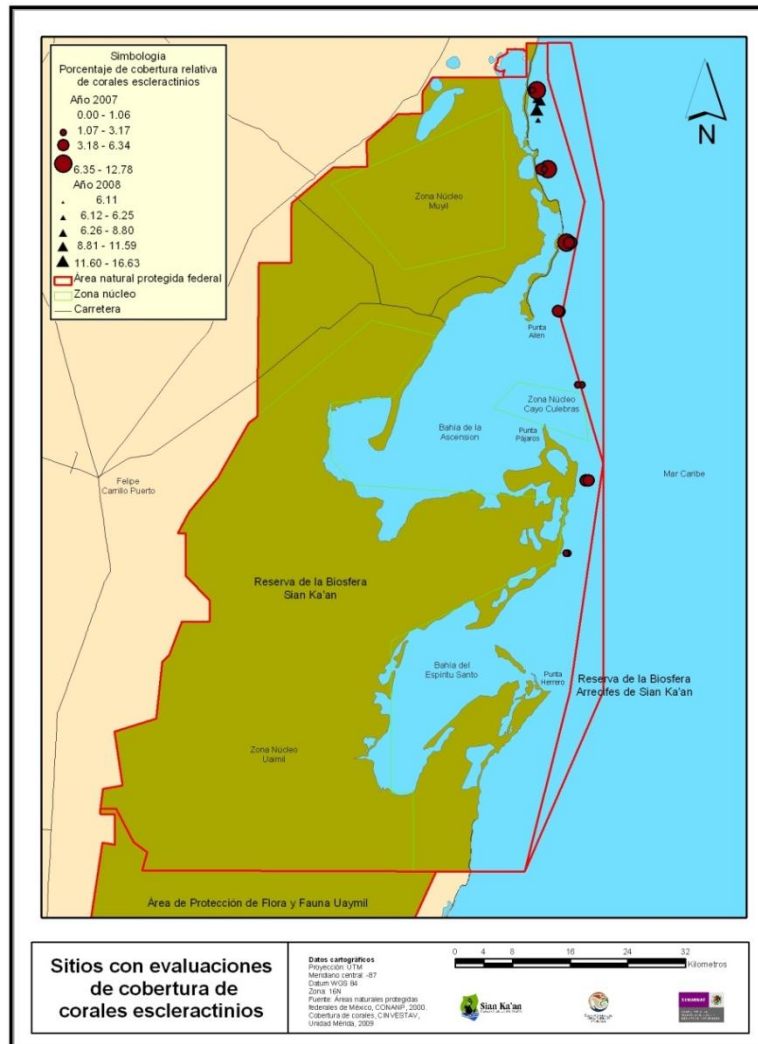 Simbologia
Porcentaje de cobertura relativa
de corales escleractinios
Año 2007
0.00 - 1.06
1.07 - 3.17
3.18 - 6.34
6.35 - 12.78
Año 2008
6.11
6.12 - 6.25
6.26 - 8.80
8.81 - 11.59
11.60 - 16.63
Área natural protegida federal
Zona núcleo
Carretera
N
Zona Núcleo
Muyil
Punta
Allen
Zona Núcleo
Cayo Culebras
Bahía de la
Ascension
Punta
Pájaros
Felipe
Carrillo Puerto
Mar Caribe
Reserva de la Biosfera
Sian Ka'an
Bahía del
Espiritu Santo
Punta
Herrero
Reserva de la Biosfera
Arrecifes de Sian Ka'an
Zona Núcleo
Uaimil
Área de Protección de Flora y Fauna Uaymil
Sitios con evaluaciones
de cobertura de
corales escleractinios
Datos cartográficos
Proyección: UTM
Meridiano central: -87
Datum WGS 84
Zona: 16N
Fuente: Áreas naturales protegidas
federales de México, CONANP, 2000.
Cobertura de corales, CINVESTAV,
Unidad Mérida, 2009
0 4 8 16 24 32
Kilometros
Sian Ka'an
SEMARNAT